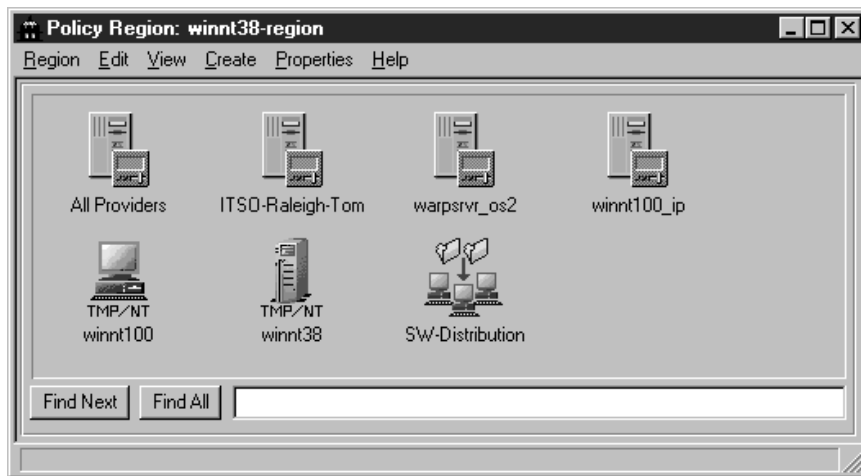 Policy Region: winnt38-region
Region Edit View Create Properties Help
All Providers ITSO-Raleigh-Tom warpsrvr_os2 winnt100_ip
TMP/NT TMP/NT
winnt100 winnt38 SW-Distribution
Find Next Find All